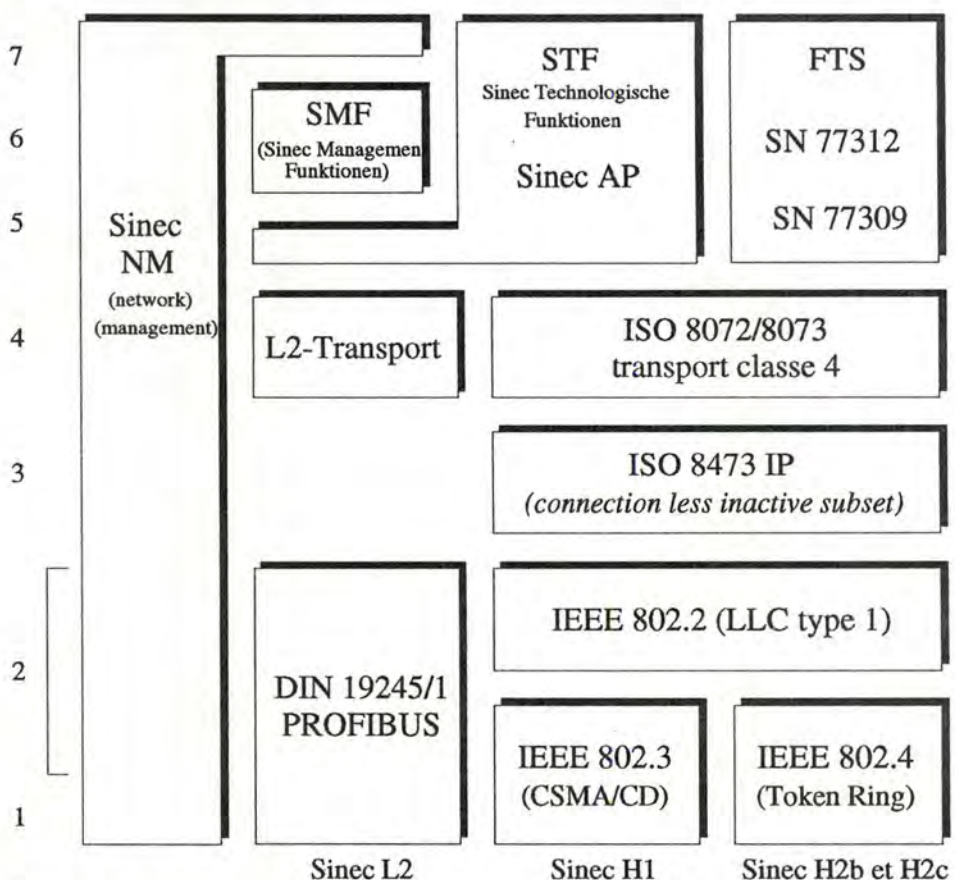 7
6
5
4
3
2
1
Sinec
NM
(network)
(management)
SMF
(Sinec Managemen
Funktionen)
STF
Sinec Technologische
Funktionen
Sinec AP
FTS
SN 77312
SN 77309
L2-Transport
ISO 8072/8073
transport classe 4
ISO 8473 IP
(connection less inactive subset)
IEEE 802.2 (LLC type 1)
DIN 19245/1
PROFIBUS
IEEE 802.3
(CSMA/CD)
IEEE 802.4
(Token Ring)
Sinec L2
Sinec H1
Sinec H2b et H2c